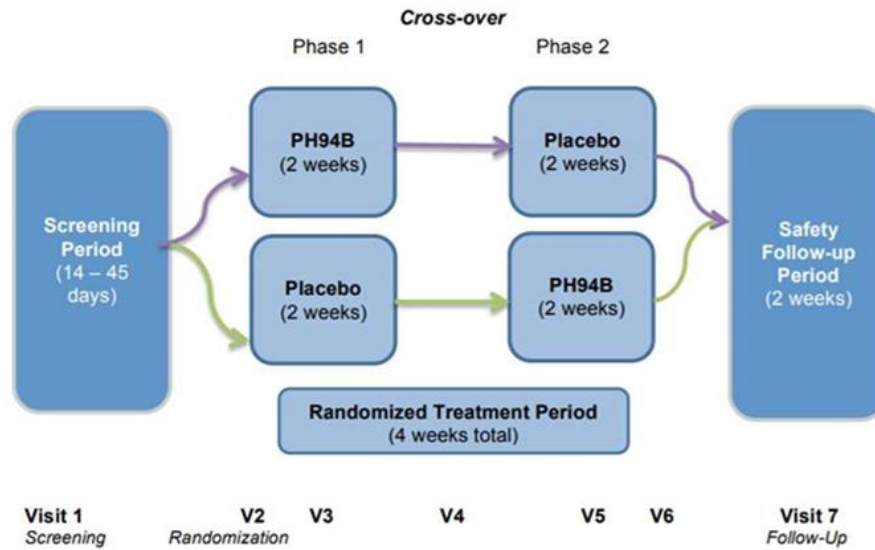 Cross-over
Phase 1
Phase 2
PH94B
(2 weeks)
Placebo
(2 weeks)
Screening
Period
(14 – 45
days)
Placebo
(2 weeks)
PH94B
(2 weeks)
Safety
Follow-up
Period
(2 weeks)
Randomized Treatment Period
(4 weeks total)
Visit 1
Screening
V2
Randomization
V3
V4
V5
V6
Visit 7
Follow-Up